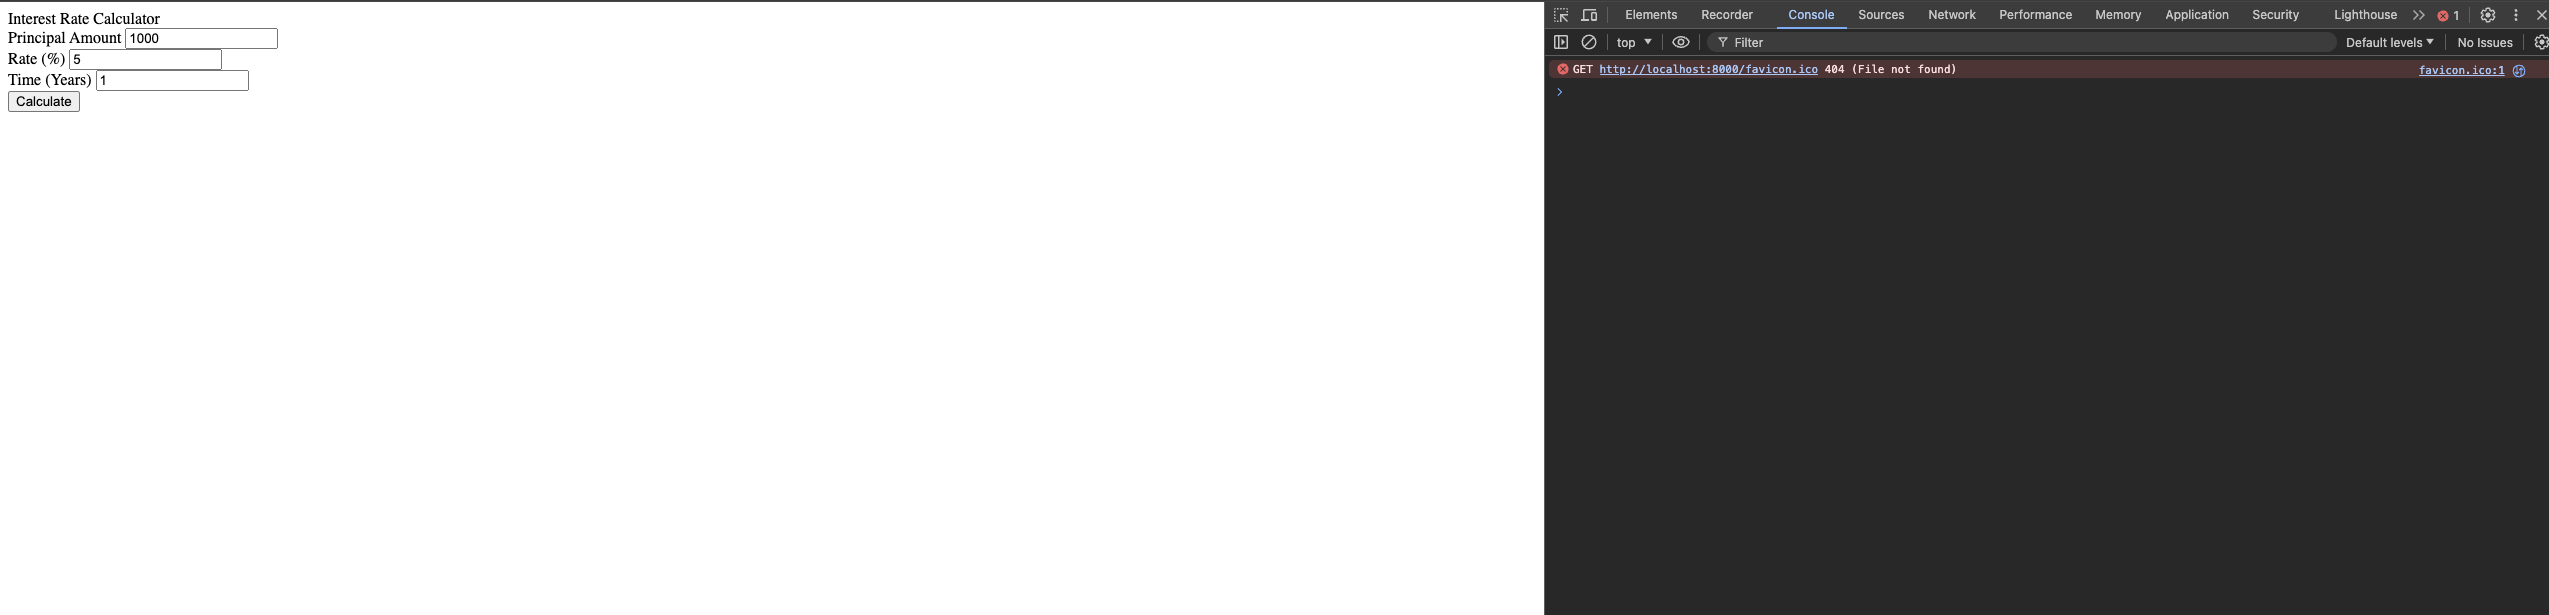 Interest Rate Calculator
Principal Amount 1000
Rate (%) 5
Time (Years) 1
Calculate
Elements Recorder Console Sources Network Performance Memory Application Security Lighthouse 1
top Filter Default levels No Issues
GET http://localhost:8000/favicon.ico 404 (File not found) favicon.ico:1